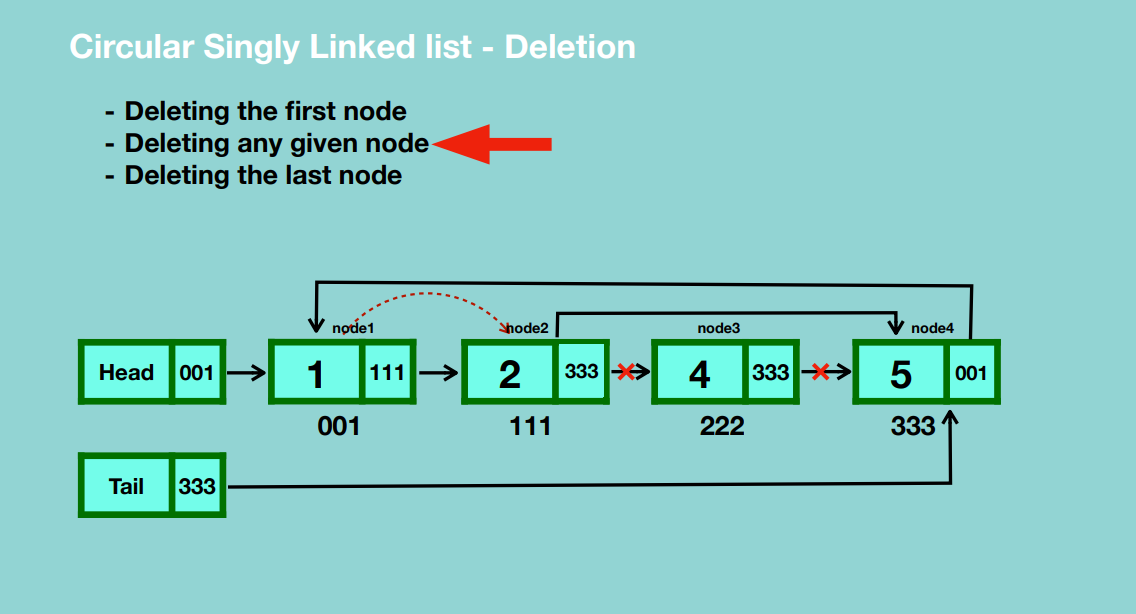 Circular Singly Linked list - Deletion
- Deleting the first node
- Deleting any given node
- Deleting the last node
node1 node2 node3 node4
Head 001 1 111 2 333 4 333 5 001
001 111 222 333
Tail 333